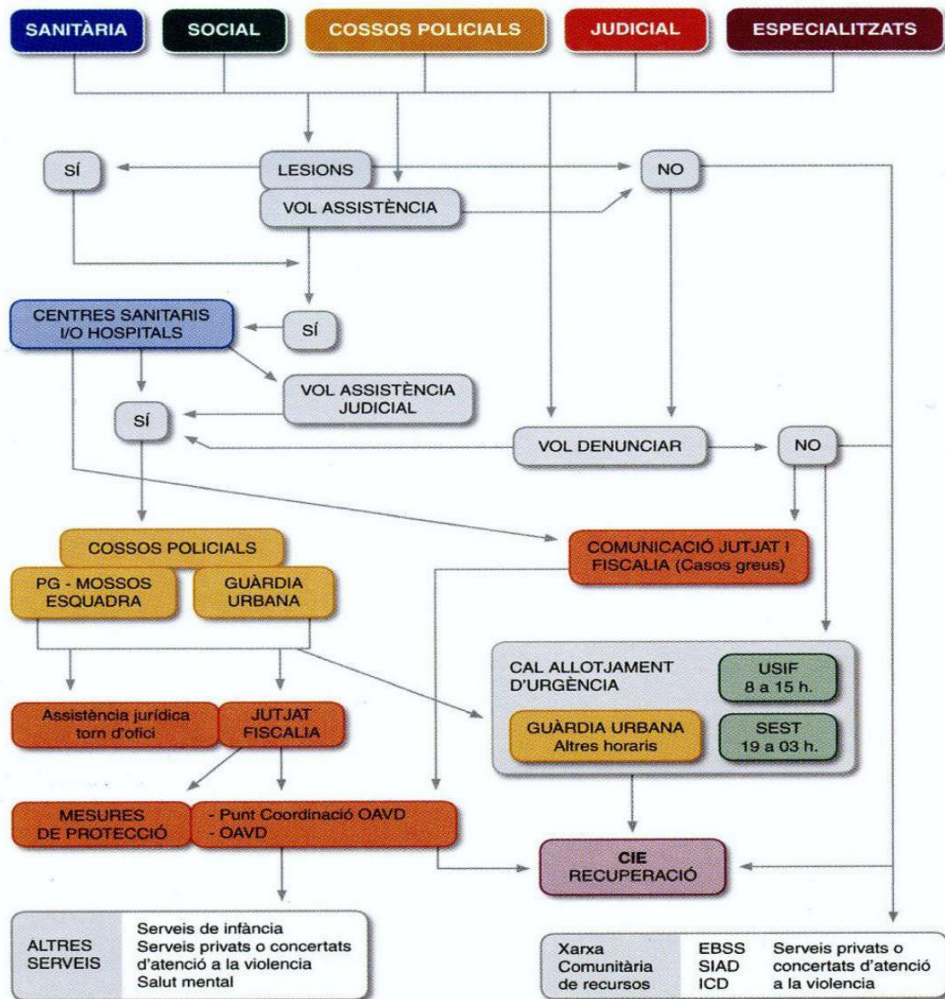 SANITÀRIA
SOCIAL
COSSOS POLICIALS
JUDICIAL
ESPECIALITZATS
SÍ
LESIONS
NO
VOL ASSISTÈNCIA
CENTRES SANITARIS
I/O HOSPITALS
SÍ
VOL ASSISTÈNCIA
JUDICIAL
SÍ
VOL DENUNCIAR
NO
COSSOS POLICIALS
PG - MOSSOS
ESQUADRA
GUÀRDIA
URBANA
COMUNICACIÓ JUTJAT I
FISCALIA (Casos greus)
CAL ALLOTJAMENT
D'URGÈNCIA
USIF
8 a 15 h.
GUÀRDIA URBANA
Altres horaris
SEST
19 a 03 h.
Assistència jurídica
torn d'ofici
JUTJAT
FISCALIA
MESURES
DE PROTECCIÓ
- Punt Coordinació OAVD
- OAVD
CIE
RECUPERACIÓ
ALTRES
SERVEIS
Serveis de infància
Serveis privats o concertats
d'atenció a la violencia
Salut mental
Xarxa
Comunitària
de recursos
EBSS
SIAD
ICD
Serveis privats o
concertats d'atenció
a la violencia